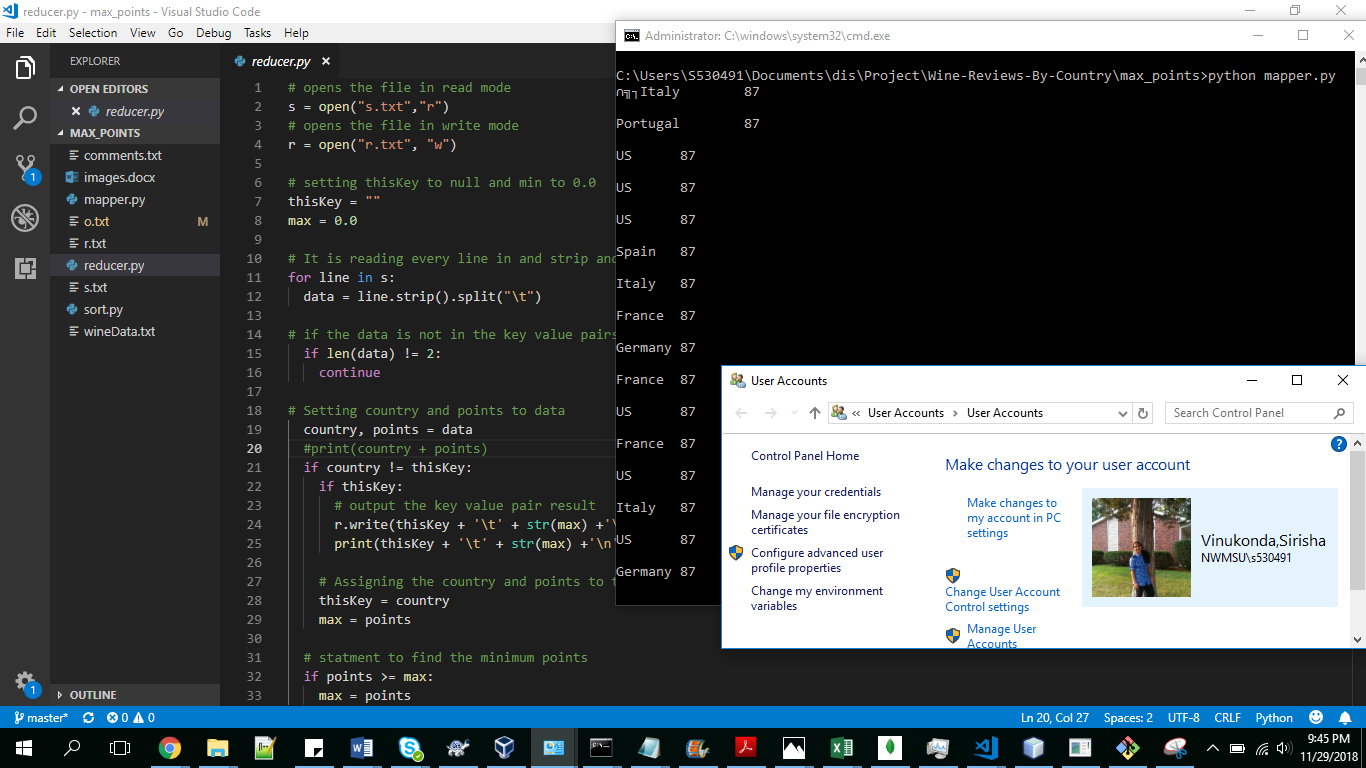 reducer.py - max_points - Visual Studio Code
File Edit Selection View Go Debug Tasks Help
EXPLORER
OPEN EDITORS
reducer.py
MAX_POINTS
comments.txt
images.docx
mapper.py
o.txt M
r.txt
reducer.py
s.txt
sort.py
wineData.txt
OUTLINE
1
1
reducer.py
1 # opens the file in read mode
2 s = open("s.txt","r")
3 # opens the file in write mode
4 r = open("r.txt", "w")
5
6 # setting thisKey to null and min to 0.0
7 thisKey = ""
8 max = 0.0
9
10 # It is reading every line in and strip and
11 for line in s:
12 data = line.strip().split("\t")
13
14 # if the data is not in the key value pairs
15 if len(data) != 2:
16 continue
17
18 # Setting country and points to data
19 country, points = data
20 #print(country + points)
21 if country != thisKey:
22 if thisKey:
23 # output the key value pair result
24 r.write(thisKey + '\t' + str(max) +'\
25 print(thisKey + '\t' + str(max) +'\n'
26
27 # Assigning the country and points to t
28 thisKey = country
29 max = points
30
31 # statment to find the minimum points
32 if points >= max:
33 max = points
Administrator: C:\windows\system32\cmd.exe
C:\Users\S530491\Documents\dis\Project\Wine-Reviews-By-Country\max_points>python mapper.py
∩╗┐Italy 87
Portugal 87
US 87
US 87
US 87
Spain 87
Italy 87
France 87
Germany 87
France 87
US 87
France 87
US 87
Italy 87
US 87
Germany 87
User Accounts
« User Accounts › User Accounts
Search Control Panel
Control Panel Home
Manage your credentials
Manage your file encryption
certificates
Configure advanced user
profile properties
Change my environment
variables
Make changes to your user account
Make changes to
my account in PC
settings
Change User Account
Control settings
Manage User
Accounts
Vinukonda,Sirisha
NWMSU\s530491
master* 0 0
Ln 20, Col 27 Spaces: 2 UTF-8 CRLF Python
9:45 PM
11/29/2018